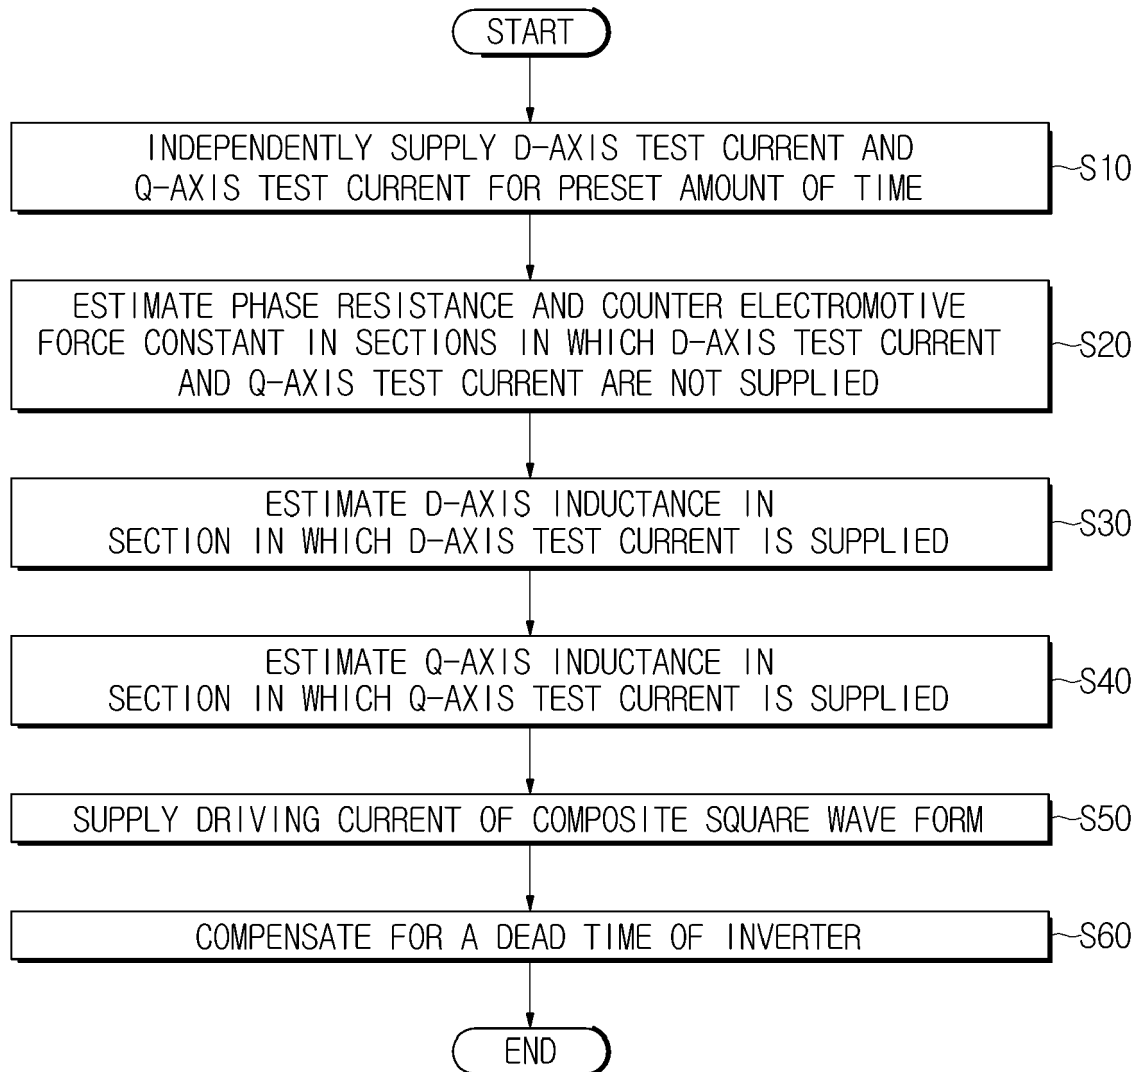 START
INDEPENDENTLY SUPPLY D-AXIS TEST CURRENT AND
Q-AXIS TEST CURRENT FOR PRESET AMOUNT OF TIME
S10
ESTIMATE PHASE RESISTANCE AND COUNTER ELECTROMOTIVE
FORCE CONSTANT IN SECTIONS IN WHICH D-AXIS TEST CURRENT
AND Q-AXIS TEST CURRENT ARE NOT SUPPLIED
S20
ESTIMATE D-AXIS INDUCTANCE IN
SECTION IN WHICH D-AXIS TEST CURRENT IS SUPPLIED
S30
ESTIMATE Q-AXIS INDUCTANCE IN
SECTION IN WHICH Q-AXIS TEST CURRENT IS SUPPLIED
S40
SUPPLY DRIVING CURRENT OF COMPOSITE SQUARE WAVE FORM
S50
COMPENSATE FOR A DEAD TIME OF INVERTER
S60
END